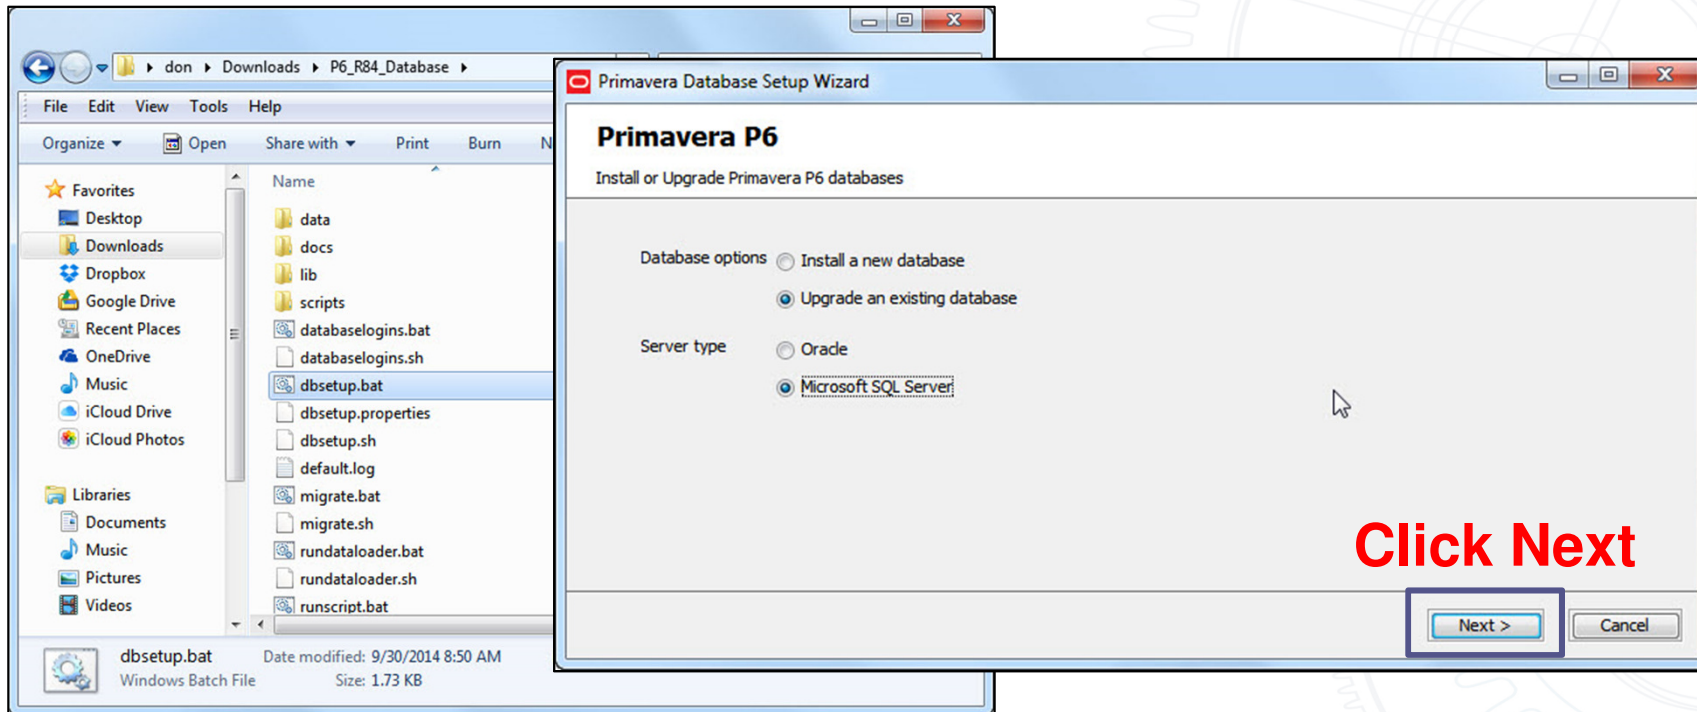 don ▸ Downloads ▸ P6_R84_Database ▸
File Edit View Tools Help
Organize Open Share with Print Burn N
Favorites
Desktop
Downloads
Dropbox
Google Drive
Recent Places
OneDrive
Music
iCloud Drive
iCloud Photos
Libraries
Documents
Music
Pictures
Videos
Name
data
docs
lib
scripts
databaselogins.bat
databaselogins.sh
dbsetup.bat
dbsetup.properties
dbsetup.sh
default.log
migrate.bat
migrate.sh
rundataloader.bat
rundataloader.sh
runscript.bat
dbsetup.bat Date modified: 9/30/2014 8:50 AM
Windows Batch File Size: 1.73 KB
Primavera Database Setup Wizard
Primavera P6
Install or Upgrade Primavera P6 databases
Database options Install a new database
Upgrade an existing database
Server type Oracle
Microsoft SQL Server
Click Next
Next > Cancel